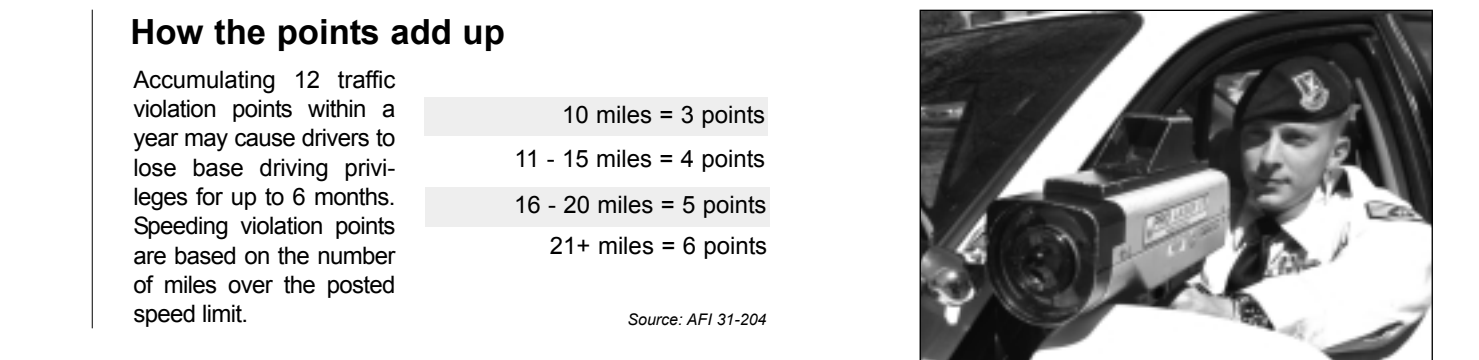 How the points add up
Accumulating 12 traffic
violation points within a
year may cause drivers to
lose base driving privi-
leges for up to 6 months.
Speeding violation points
are based on the number
of miles over the posted
speed limit.
10 miles = 3 points
11 - 15 miles = 4 points
16 - 20 miles = 5 points
21+ miles = 6 points
Source: AFI 31-204